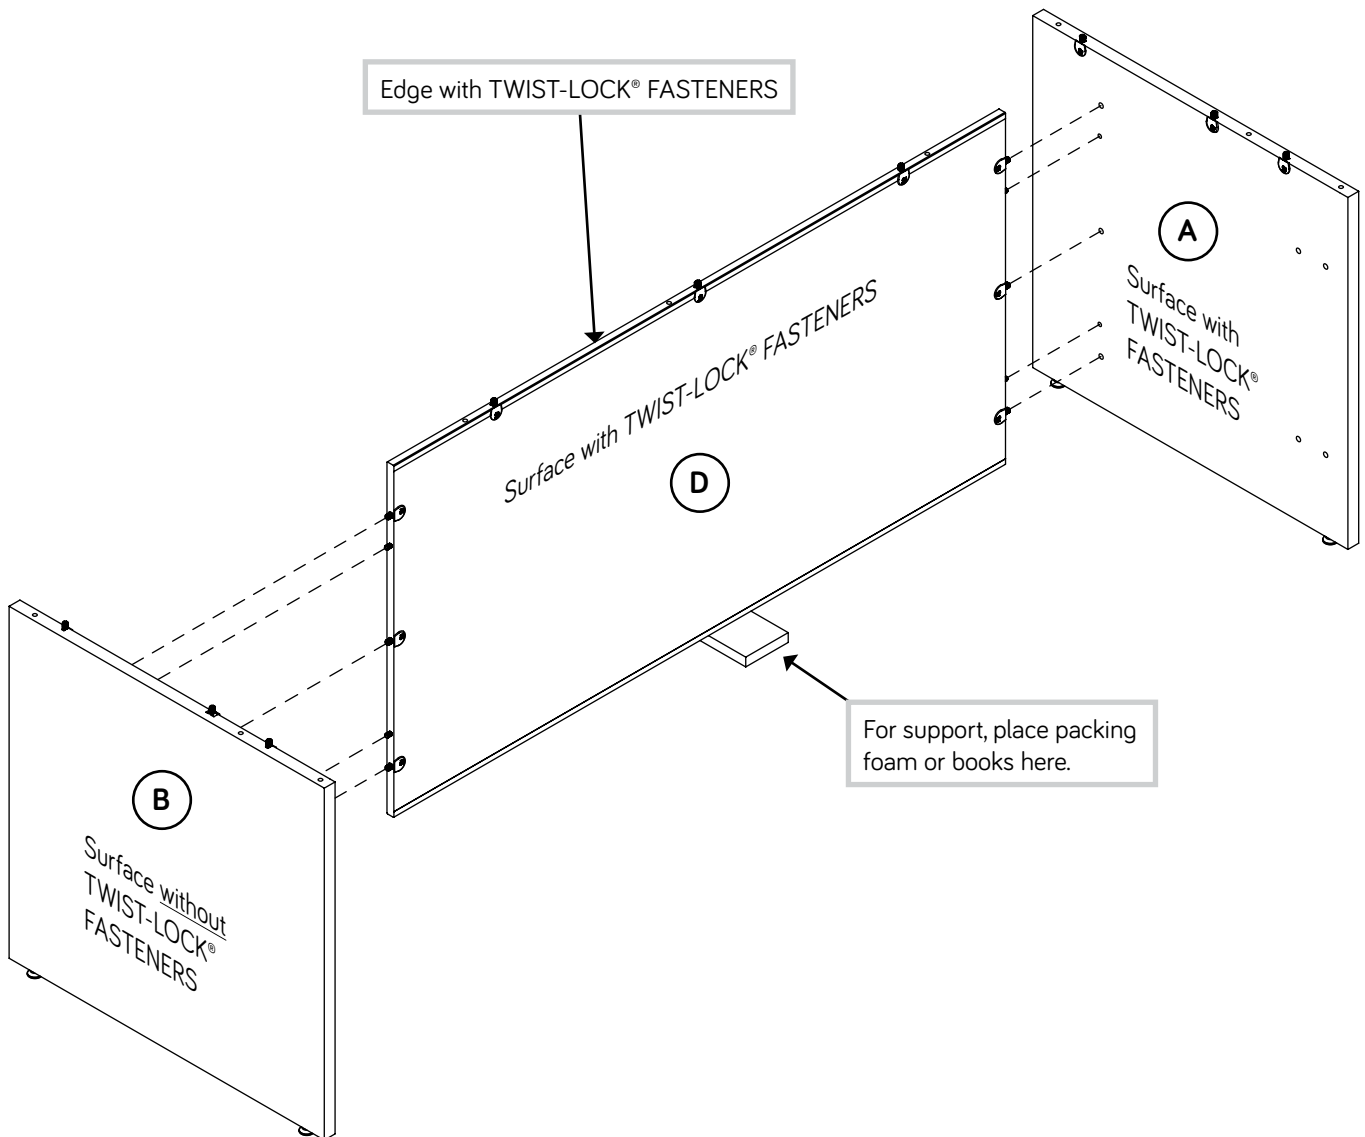 Edge with TWIST-LOCK® FASTENERS
A
Surface with
TWIST-LOCK®
FASTENERS
Surface with TWIST-LOCK® FASTENERS
D
For support, place packing
foam or books here.
B
Surface without
TWIST-LOCK®
FASTENERS